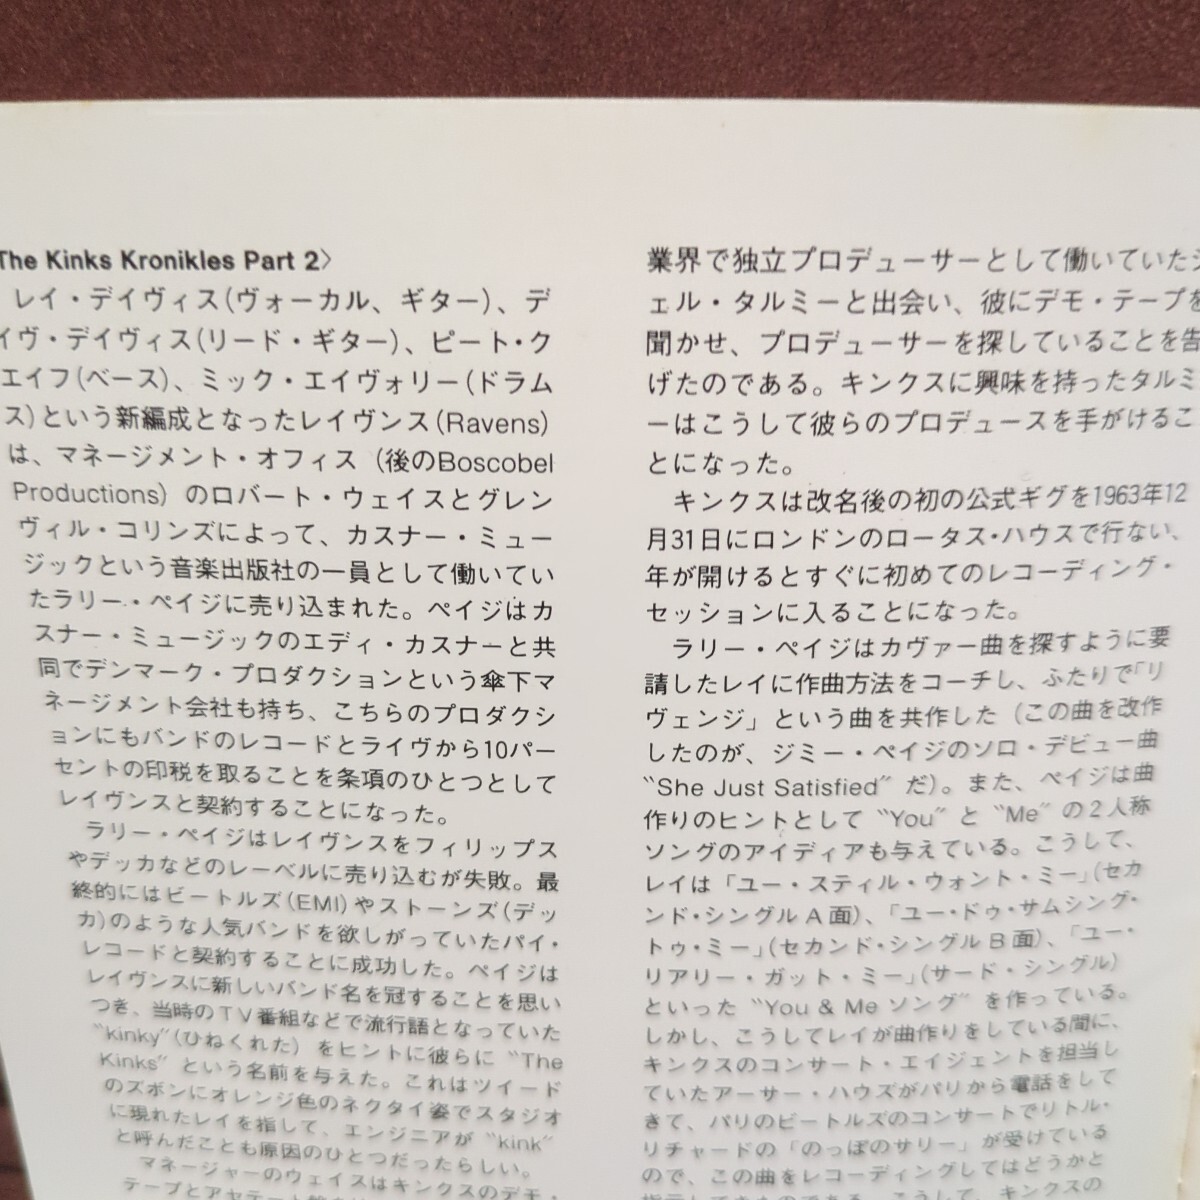 The Kinks Kronikles Part 2〉
レイ・デイヴィス(ヴォーカル、ギター)、デ
イヴ・デイヴィス(リード・ギター)、ピート・ク
エイフ(ベース)、ミック・エイヴォリー(ドラム
ス)という新編成となったレイヴンス(Ravens)
は、マネージメント・オフィス(後のBoscobel
Productions)のロバート・ウェイスとグレン
ヴィル・コリンズによって、カスナー・ミュー
ジックという音楽出版社の一員として働いてい
たラリー・ペイジに売り込まれた。ペイジはカ
スナー・ミュージックのエディ・カスナーと共
同でデンマーク・プロダクションという傘下マ
ネージメント会社も持ち、こちらのプロダクシ
ョンにもバンドのレコードとライヴから10パー
セントの印税を取ることを条項のひとつとして
レイヴンスと契約することになった。
ラリー・ペイジはレイヴンスをフィリップス
やデッカなどのレーベルに売り込むが失敗。最
終的にはビートルズ(EMI)やストーンズ(デッ
カ)のような人気バンドを欲しがっていたパイ・
レコードと契約することに成功した。ペイジは
レイヴンスに新しいバンド名を冠することを思い
つき、当時のTV番組などで流行語となっていた
"kinky"(ひねくれた)をヒントに彼らに "The
Kinks" という名前を与えた。これはツイード
のズボンにオレンジ色のネクタイ姿でスタジオ
に現れたレイを指して、エンジニアが "kink"
と呼んだことも原因のひとつだったらしい。
マネージャーのウェイスはキンクスのデモ・
テープとアセテート
業界で独立プロデューサーとして働いていたシ
ェル・タルミーと出会い、彼にデモ・テープを
聞かせ、プロデューサーを探していることを告
げたのである。キンクスに興味を持ったタルミ
ーはこうして彼らのプロデュースを手がけるこ
とになった。
キンクスは改名後の初の公式ギグを1963年12
月31日にロンドンのロータス・ハウスで行ない、
年が開けるとすぐに初めてのレコーディング・
セッションに入ることになった。
ラリー・ペイジはカヴァー曲を探すように要
請したレイに作曲方法をコーチし、ふたりで「リ
ヴェンジ」という曲を共作した(この曲を改作
したのが、ジミー・ペイジのソロ・デビュー曲
"She Just Satisfied" だ)。また、ペイジは曲
作りのヒントとして "You" と "Me" の2人称
ソングのアイディアも与えている。こうして、
レイは「ユー・スティル・ウォント・ミー」(セカ
ンド・シングルA面)、「ユー・ドゥ・サムシング・
トゥ・ミー」(セカンド・シングルB面)、「ユー・
リアリー・ガット・ミー」(サード・シングル)
といった "You & Me ソング" を作っている。
しかし、こうしてレイが曲作りをしている間に、
キンクスのコンサート・エイジェントを担当し
ていたアーサー・ハウズがパリから電話をして
きて、パリのビートルズのコンサートでリトル・
リチャードの「のっぽのサリー」が受けている
ので、この曲をレコーディングしてはどうかと
指示してきたのである。こうして、キンクスの